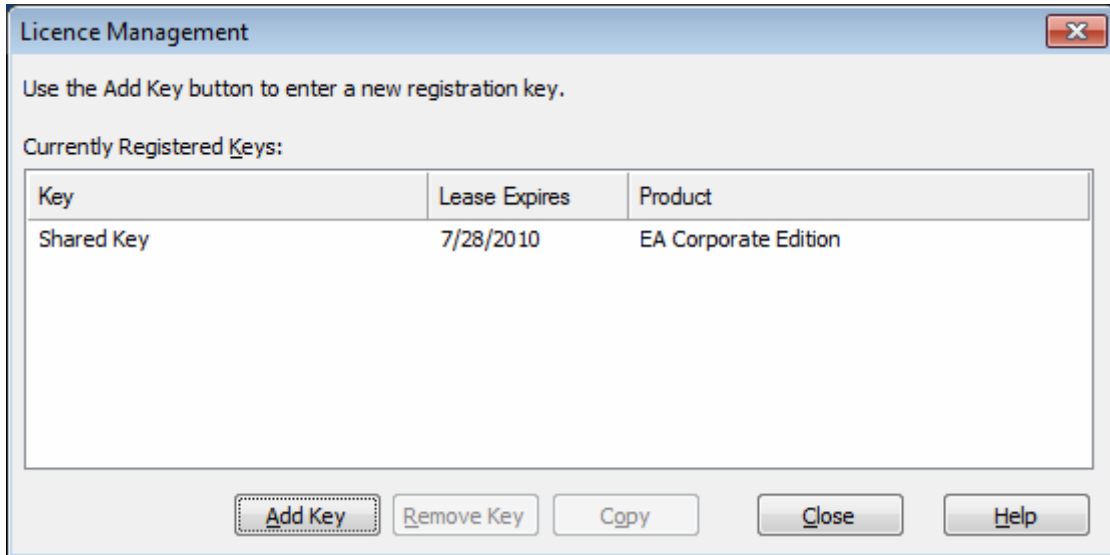 Licence Management
Use the Add Key button to enter a new registration key.
Currently Registered Keys:
Key Lease Expires Product
Shared Key 7/28/2010 EA Corporate Edition
Add Key Remove Key Copy Close Help